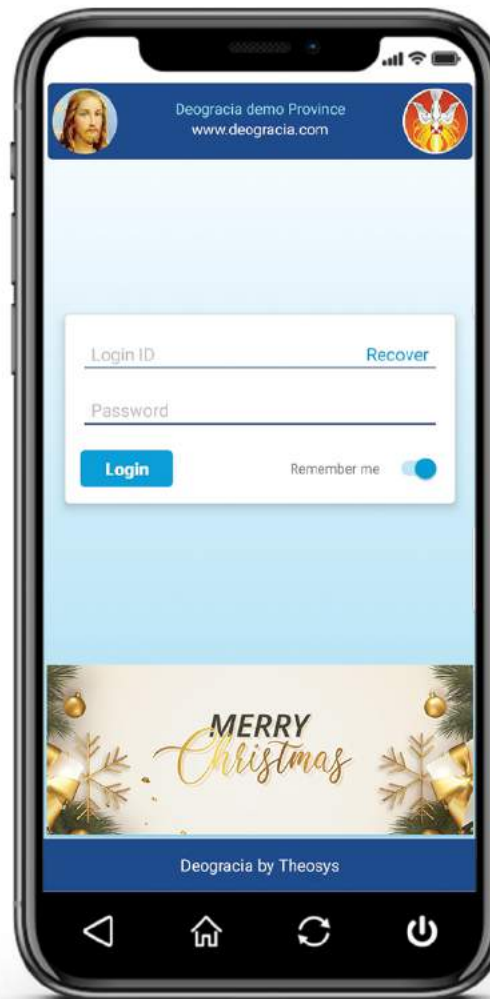 Deogracia demo Province
www.deogracia.com
Login ID
Recover
Password
Login
Remember me
MERRY
Christmas
Deogracia by Theosys